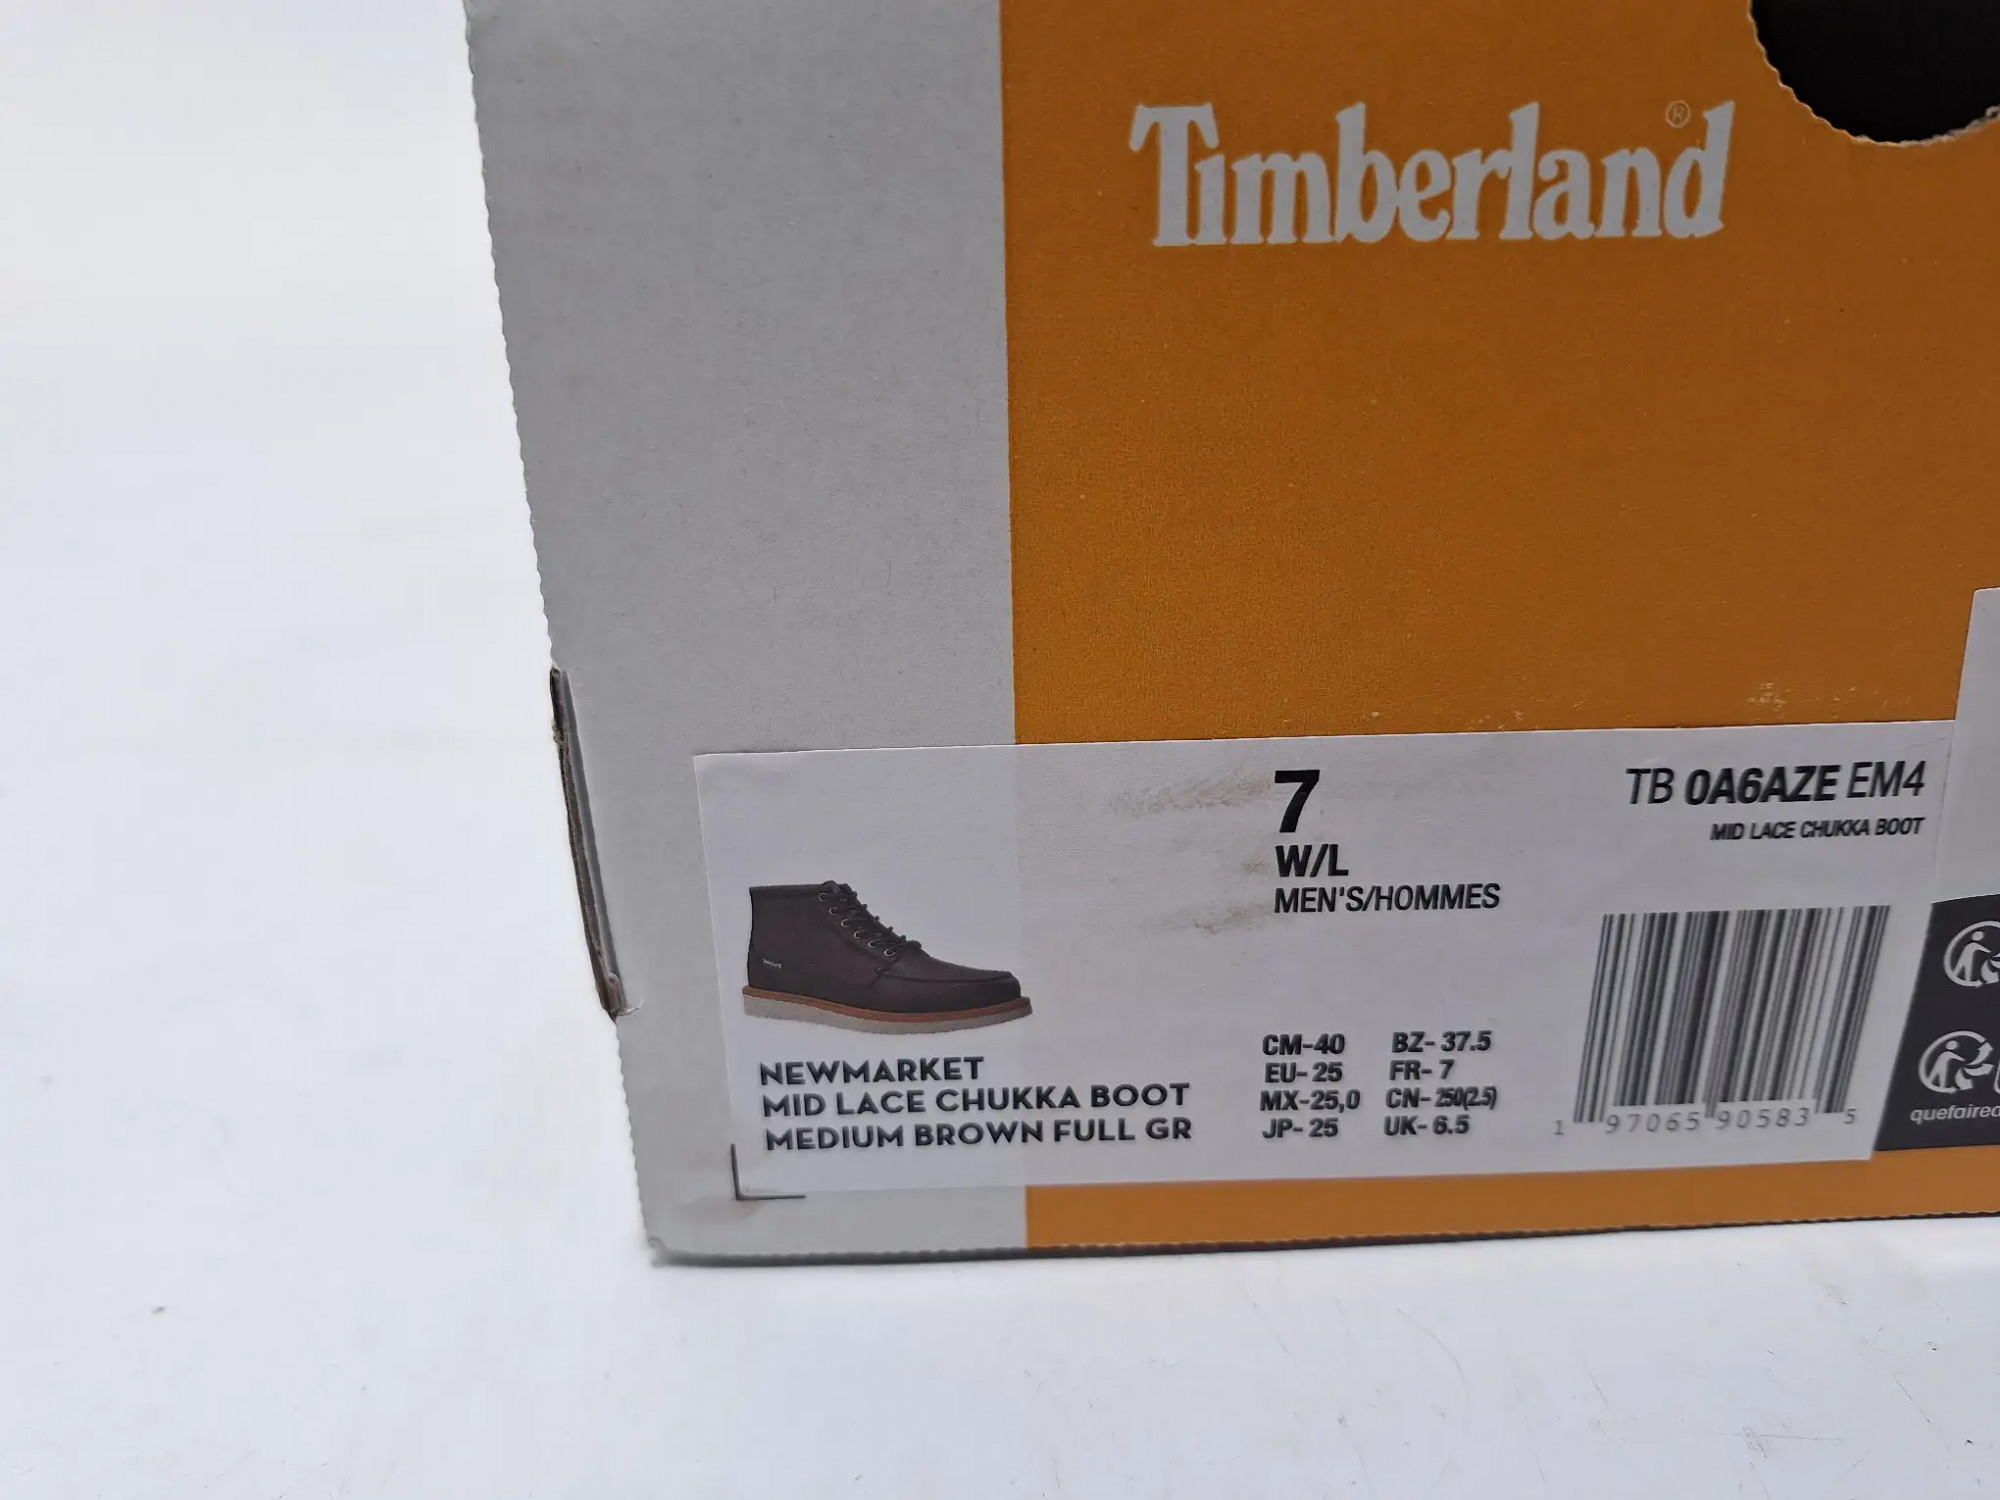 Timberland®
7
W/L
MEN'S/HOMMES
TB 0A6AZE EM4
MID LACE CHUKKA BOOT
NEWMARKET
MID LACE CHUKKA BOOT
MEDIUM BROWN FULL GR
CM-40 BZ- 37.5
EU- 25 FR- 7
MX-25,0 CN- 250(2.5)
JP- 25 UK- 6.5
1 97065 90583 5